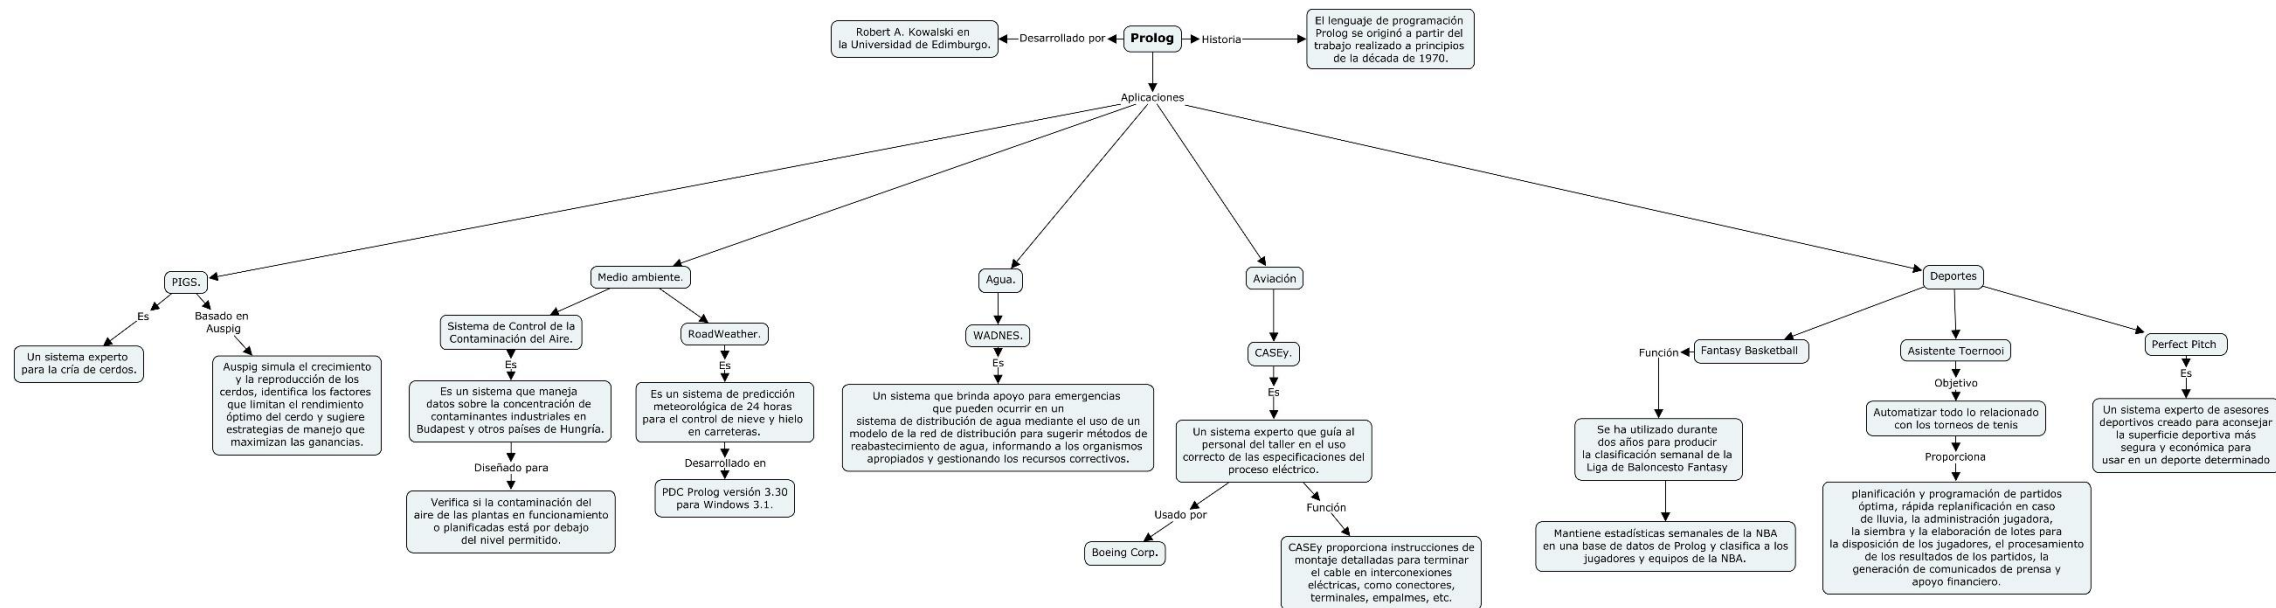 Robert A. Kowalski en
la Universidad de Edimburgo.
Desarrollado por
Prolog
Historia
El lenguaje de programación
Prolog se originó a partir del
trabajo realizado a principios
de la década de 1970.
Aplicaciones
PIGS.
Es
Un sistema experto
para la cría de cerdos.
Basado en
Auspig
Auspig simula el crecimiento
y la reproducción de los
cerdos, identifica los factores
que limitan el rendimiento
óptimo del cerdo y sugiere
estrategias de manejo que
maximizan las ganancias.
Medio ambiente.
Sistema de Control de la
Contaminación del Aire.
Es
Es un sistema que maneja
datos sobre la concentración de
contaminantes industriales en
Budapest y otros países de Hungría.
Diseñado para
Verifica si la contaminación del
aire de las plantas en funcionamiento
o planificadas está por debajo
del nivel permitido.
RoadWeather.
Es
Es un sistema de predicción
meteorológica de 24 horas
para el control de nieve y hielo
en carreteras.
Desarrollado en
PDC Prolog versión 3.30
para Windows 3.1.
Agua.
WADNES.
Es
Un sistema que brinda apoyo para emergencias
que pueden ocurrir en un
sistema de distribución de agua mediante el uso de un
modelo de la red de distribución para sugerir métodos de
reabastecimiento de agua, informando a los organismos
apropiados y gestionando los recursos correctivos.
Aviación
CASEy.
Es
Un sistema experto que guía al
personal del taller en el uso
correcto de las especificaciones del
proceso eléctrico.
Usado por
Boeing Corp.
Función
CASEy proporciona instrucciones de
montaje detalladas para terminar
el cable en interconexiones
eléctricas, como conectores,
terminales, empalmes, etc.
Deportes
Fantasy Basketball
Función
Se ha utilizado durante
dos años para producir
la clasificación semanal de la
Liga de Baloncesto Fantasy
Mantiene estadísticas semanales de la NBA
en una base de datos de Prolog y clasifica a los
jugadores y equipos de la NBA.
Asistente Toernooi
Objetivo
Automatizar todo lo relacionado
con los torneos de tenis
Proporciona
planificación y programación de partidos
óptima, rápida replanificación en caso
de lluvia, la administración jugadora,
la siembra y la elaboración de lotes para
la disposición de los jugadores, el procesamiento
de los resultados de los partidos, la
generación de comunicados de prensa y
apoyo financiero.
Perfect Pitch
Es
Un sistema experto de asesores
deportivos creado para aconsejar
la superficie deportiva más
segura y económica para
usar en un deporte determinado